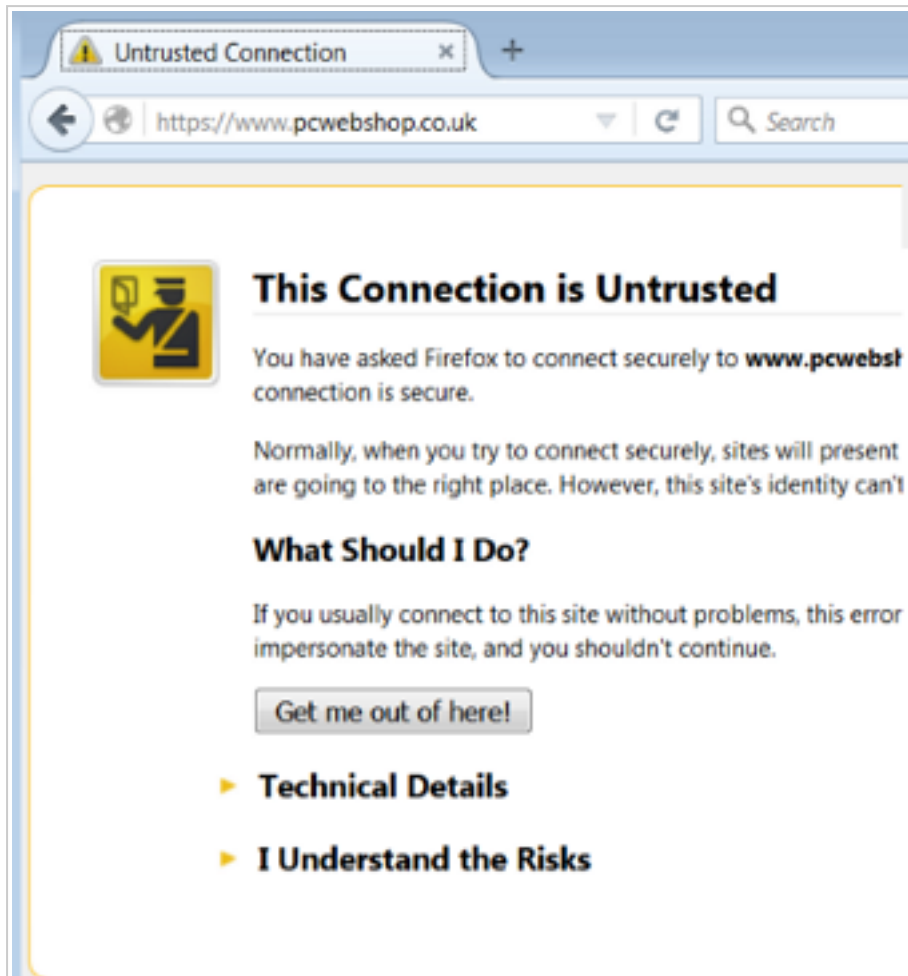 Untrusted Connection
https://www.pcwebshop.co.uk
Search
This Connection is Untrusted
You have asked Firefox to connect securely to www.pcwebsh
connection is secure.
Normally, when you try to connect securely, sites will present
are going to the right place. However, this site's identity can't
What Should I Do?
If you usually connect to this site without problems, this error
impersonate the site, and you shouldn't continue.
Get me out of here!
Technical Details
I Understand the Risks